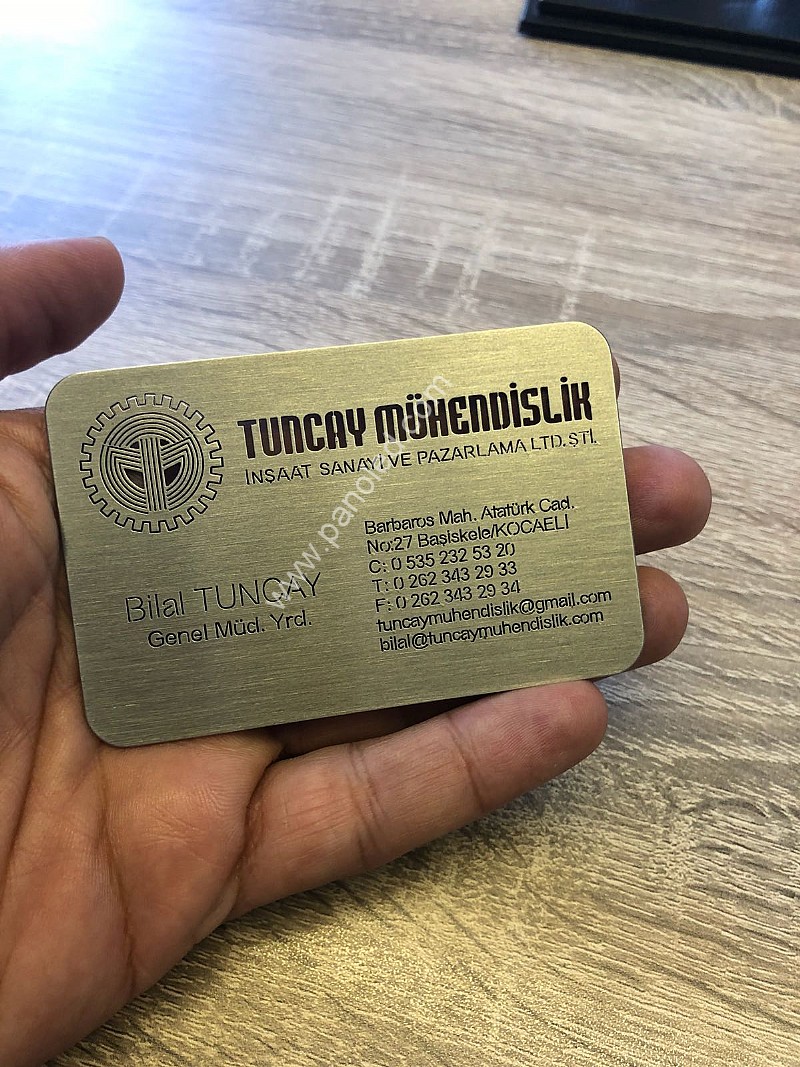 TUNCAY MÜHENDİSLİK
İNŞAAT SANAYİ VE PAZARLAMA LTD. ŞTİ.
Barbaros Mah. Atatürk Cad.
No:27 Başiskele/KOCAELİ
C: 0 535 232 53 20
T: 0 262 343 29 33
F: 0 262 343 29 34
tuncaymuhendislik@gmail.com
bilal@tuncaymuhendislik.com
Bilal TUNCAY
Genel Müd. Yrd.